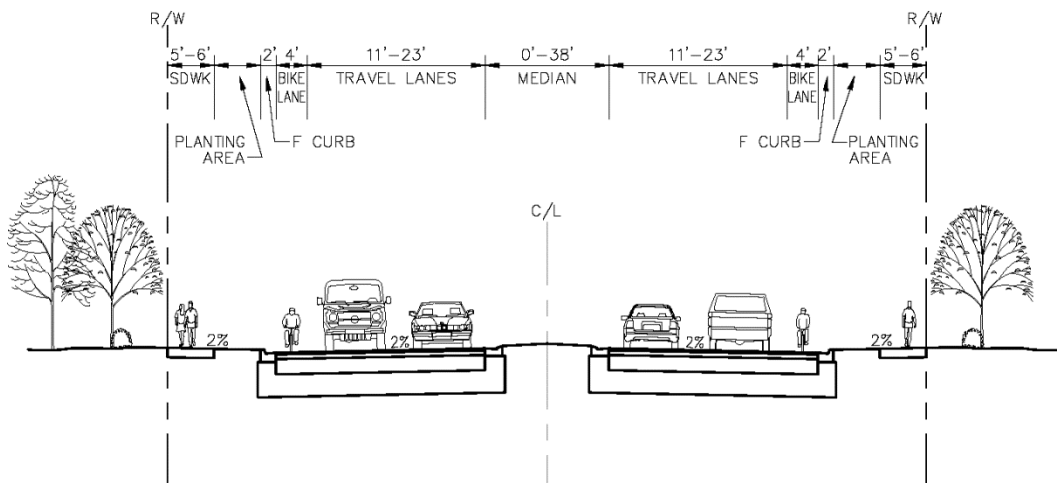 R/W R/W
5'-6' 2' 4' 11'-23' 0'-38' 11'-23' 4' 2' 5'-6'
SDWK BIKE LANE TRAVEL LANES MEDIAN TRAVEL LANES BIKE LANE SDWK
PLANTING AREA F CURB F CURB PLANTING AREA
C/L
2% 2% 2% 2%